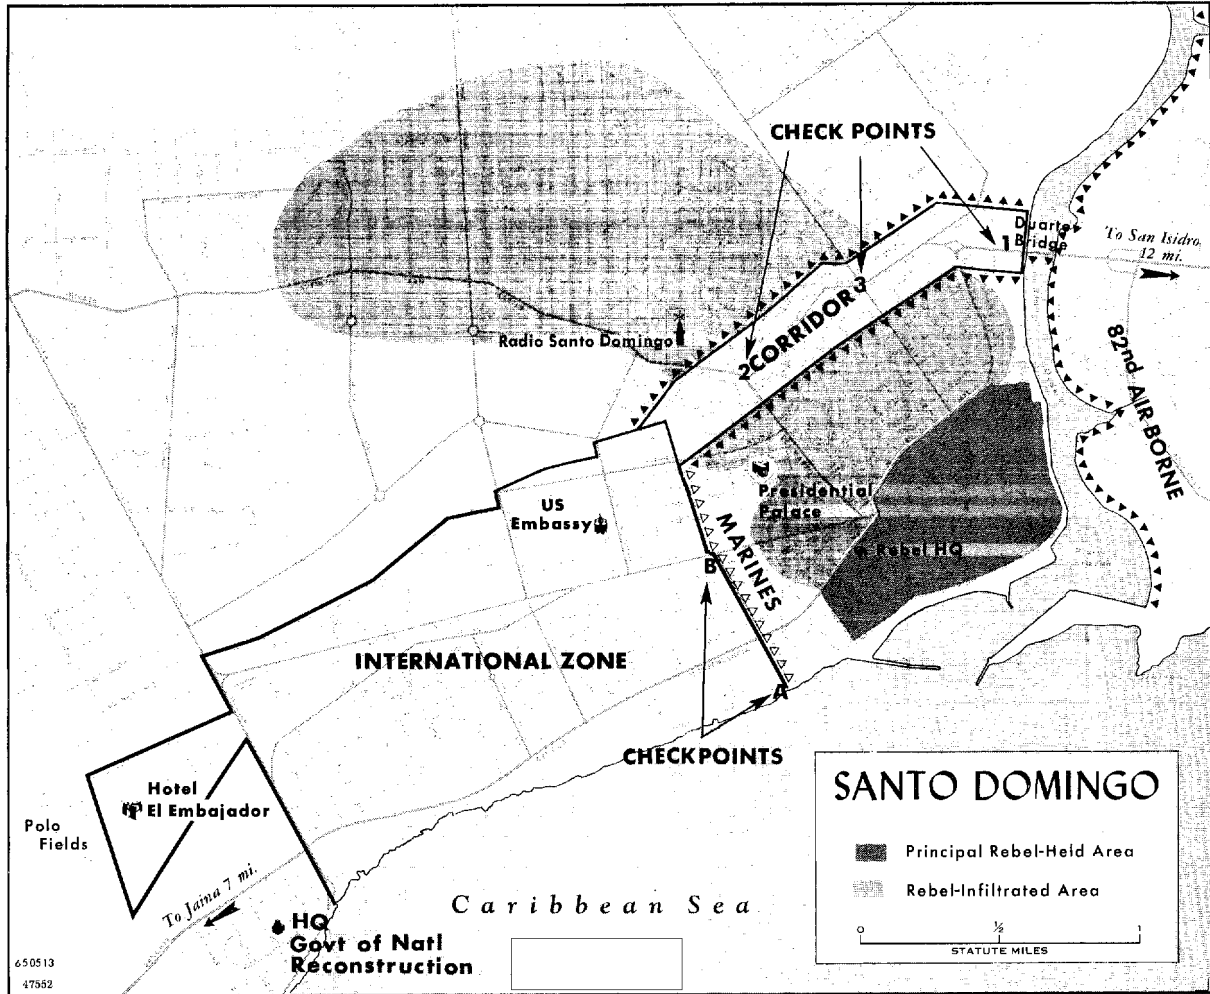 CHECK POINTS
Duarte
Bridge
1
To San Isidro
12 mi.
3
CORRIDOR
2
Radio Santo Domingo
82nd AIRBORNE
Presidential
Palace
US
Embassy
MARINES
Rebel HQ
B
INTERNATIONAL ZONE
A
CHECKPOINTS
Hotel
El Embajador
Polo
Fields
To Jaina 7 mi.
HQ
Govt of Natl
Reconstruction
Caribbean Sea
SANTO DOMINGO
Principal Rebel-Held Area
Rebel-Infiltrated Area
0 ½ 1
STATUTE MILES
650513
47552